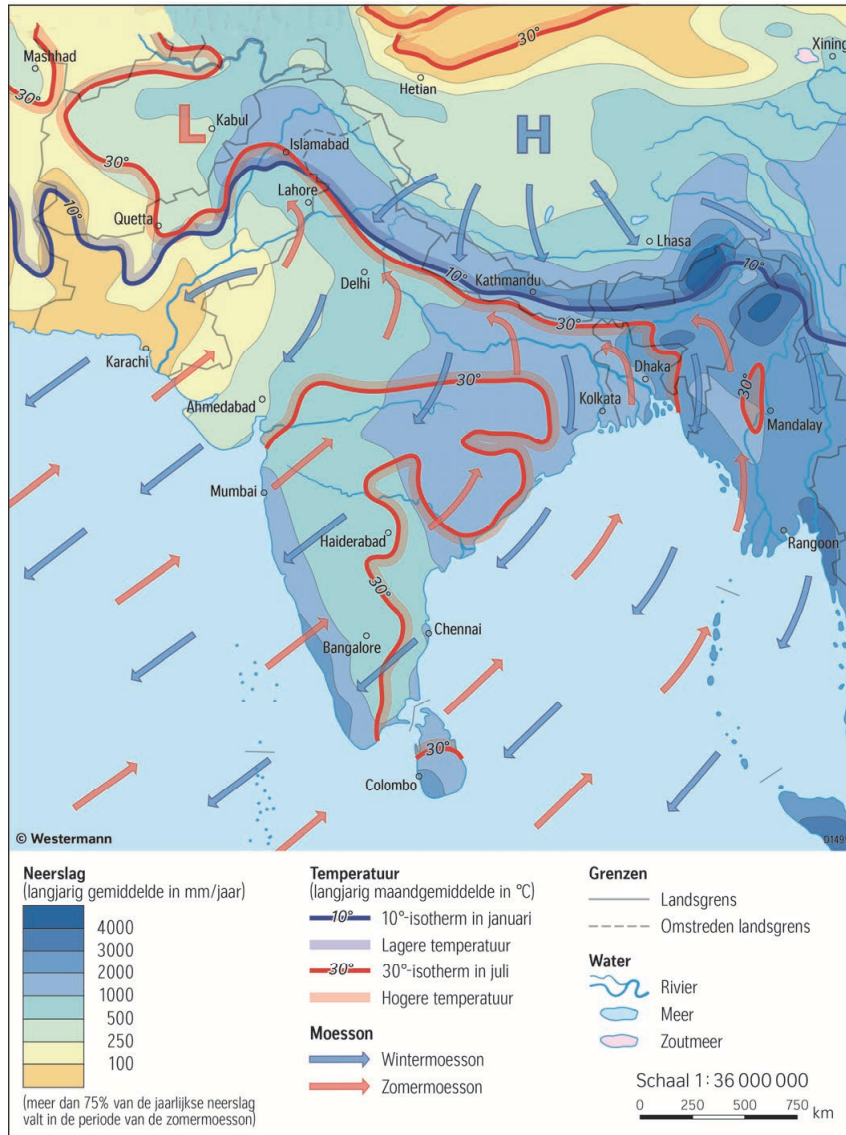 Mashhad
30°
Kabul
L
Hetian
30°
Xining
H
Islamabad
30°
Lahore
10°
Quetta
Lhasa
Delhi
10°
Kathmandu
10°
30°
Karachi
Dhaka
30°
Ahmedabad
Kolkata
30°
Mandalay
Mumbai
Haiderabad
Rangoon
30°
Chennai
Bangalore
30°
Colombo
© Westermann
Neerslag
(langjarig gemiddelde in mm/jaar)
4000
3000
2000
1000
500
250
100
(meer dan 75% van de jaarlijkse neerslag
valt in de periode van de zomermoesson)
Temperatuur
(langjarig maandgemiddelde in °C)
10° 10°-isotherm in januari
Lagere temperatuur
30° 30°-isotherm in juli
Hogere temperatuur
Moesson
Wintermoesson
Zomermoesson
Grenzen
Landsgrens
Omstreden landsgrens
Water
Rivier
Meer
Zoutmeer
Schaal 1 : 36 000 000
0 250 500 750 km